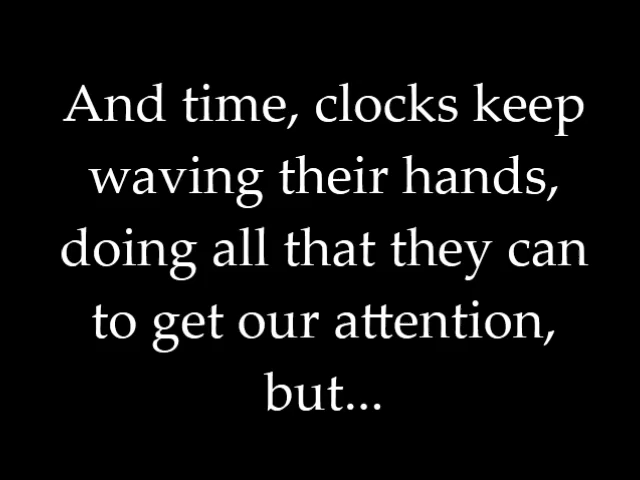 And time, clocks keep
waving their hands,
doing all that they can
to get our attention,
but...